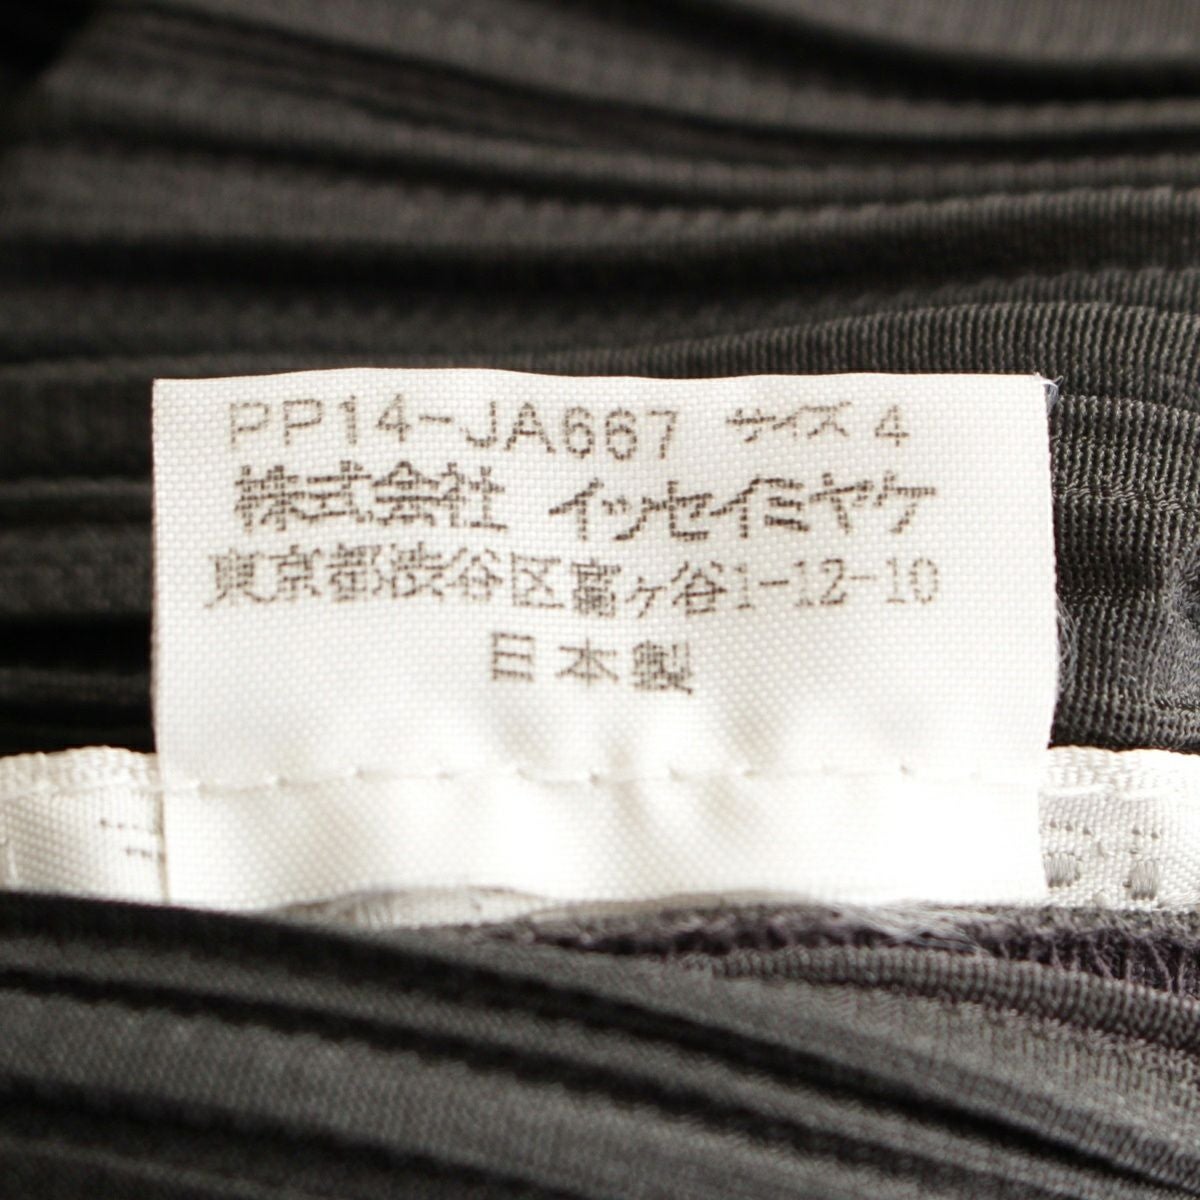 PP14-JA667 サイズ 4
株式会社 イッセイミヤケ
東京都渋谷区富ヶ谷1-12-10
日本製